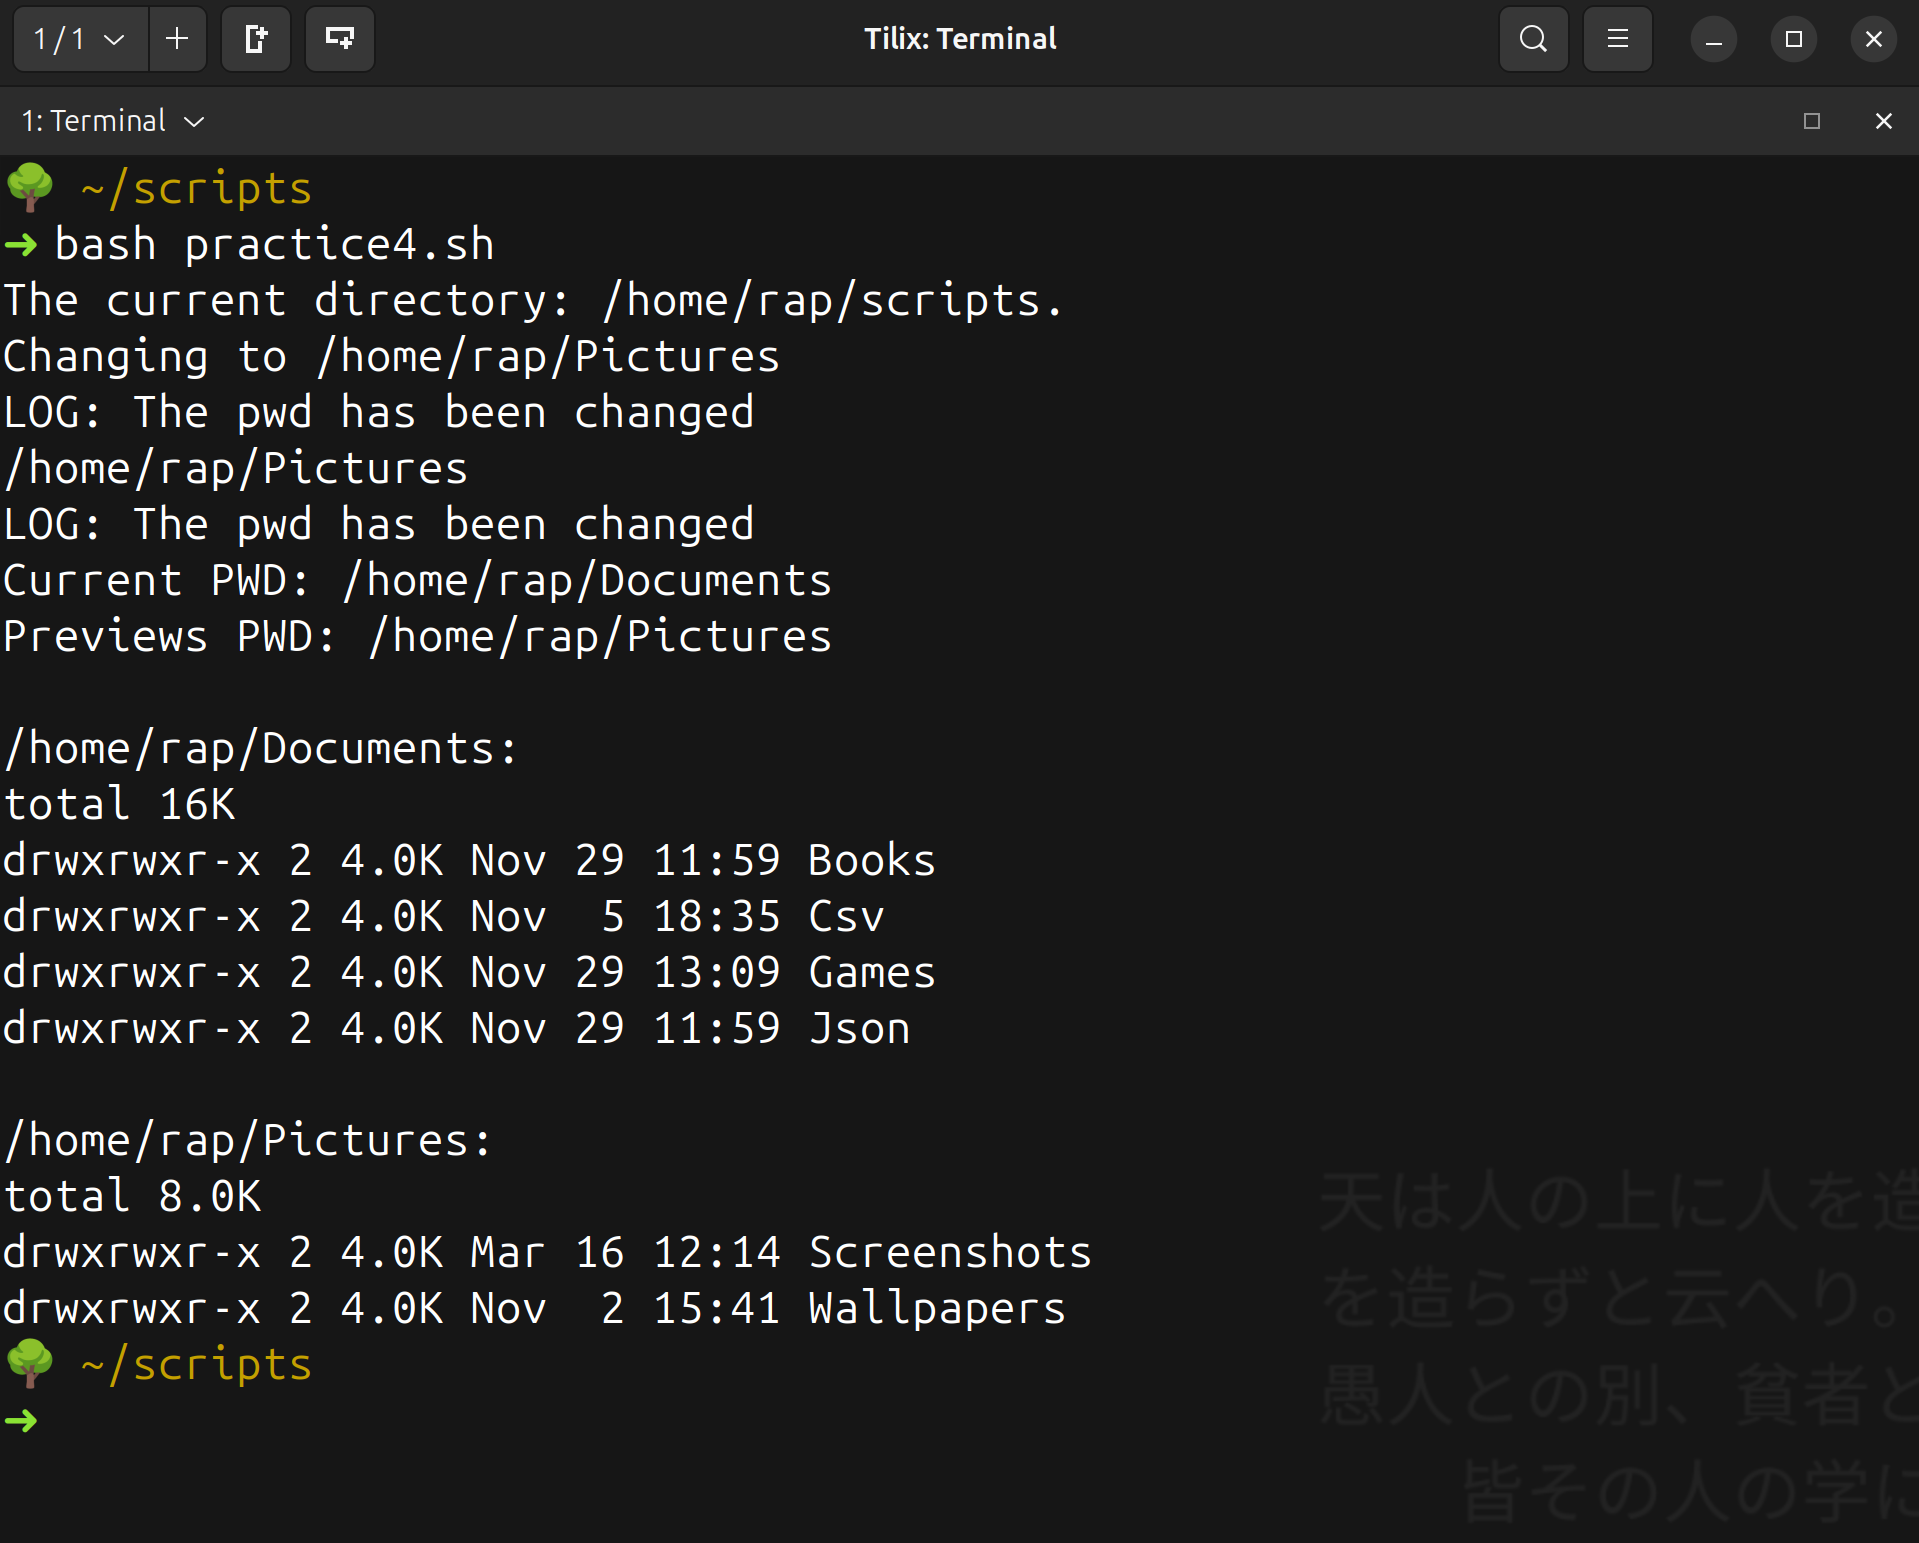 1 / 1
Tilix: Terminal
1: Terminal
~/scripts
➜ bash practice4.sh
The current directory: /home/rap/scripts.
Changing to /home/rap/Pictures
LOG: The pwd has been changed
/home/rap/Pictures
LOG: The pwd has been changed
Current PWD: /home/rap/Documents
Previews PWD: /home/rap/Pictures
/home/rap/Documents:
total 16K
drwxrwxr-x 2 4.0K Nov 29 11:59 Books
drwxrwxr-x 2 4.0K Nov  5 18:35 Csv
drwxrwxr-x 2 4.0K Nov 29 13:09 Games
drwxrwxr-x 2 4.0K Nov 29 11:59 Json
/home/rap/Pictures:
total 8.0K
drwxrwxr-x 2 4.0K Mar 16 12:14 Screenshots
drwxrwxr-x 2 4.0K Nov  2 15:41 Wallpapers
~/scripts
➜
天は人の上に人を造
を造らずと云へり。
愚人との別、貧者と
皆その人の学に